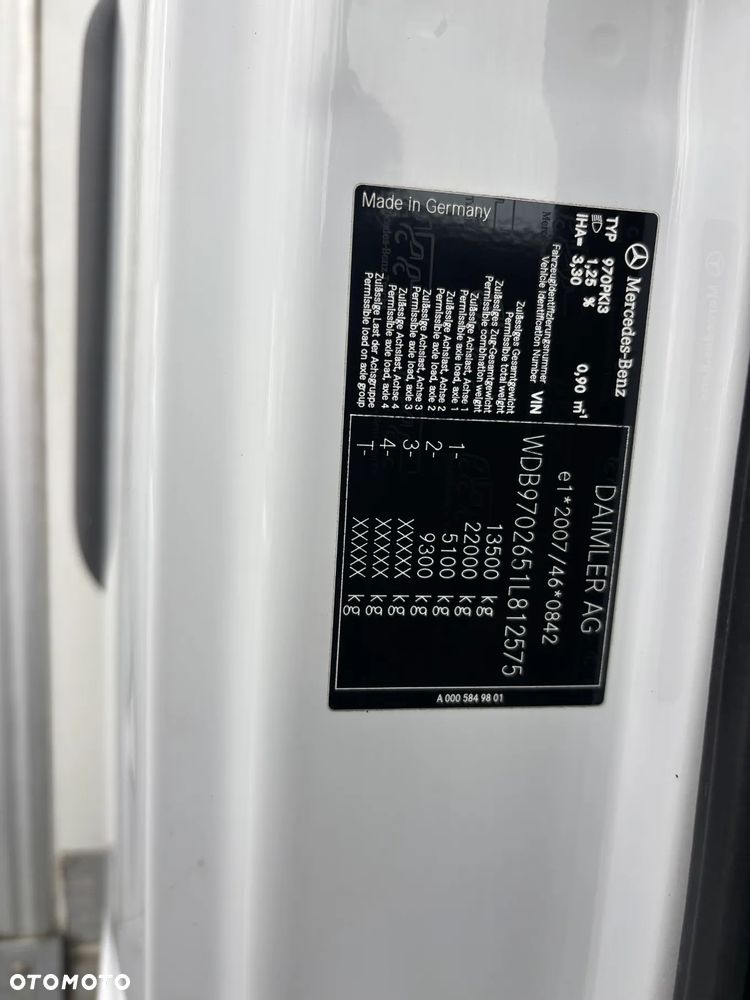 Mercedes-Benz
TYP 970PK13
1,25 % 0,90 m-1
IHA= 3,30
DAIMLER AG
e1*2007/46*0842
Fahrzeugidentifizierungsnummer
Vehicle Identification Number VIN WDB9702651L812575
Zulässiges Gesamtgewicht
Permissible total weight 13500 kg
Zulässiges Zug-Gesamtgewicht
Permissible combination weight 22000 kg
Zulässige Achslast, Achse 1
Permissible axle load, axle 1 1- 5100 kg
Zulässige Achslast, Achse 2
Permissible axle load, axle 2 2- 9300 kg
Zulässige Achslast, Achse 3
Permissible axle load, axle 3 3- XXXXX kg
Zulässige Achslast, Achse 4
Permissible axle load, axle 4 4- XXXXX kg
Zulässige Last der Achsgruppe
Permissible load on axle group T- XXXXX kg
Made in Germany
A 000 584 98 01
OTOMOTO